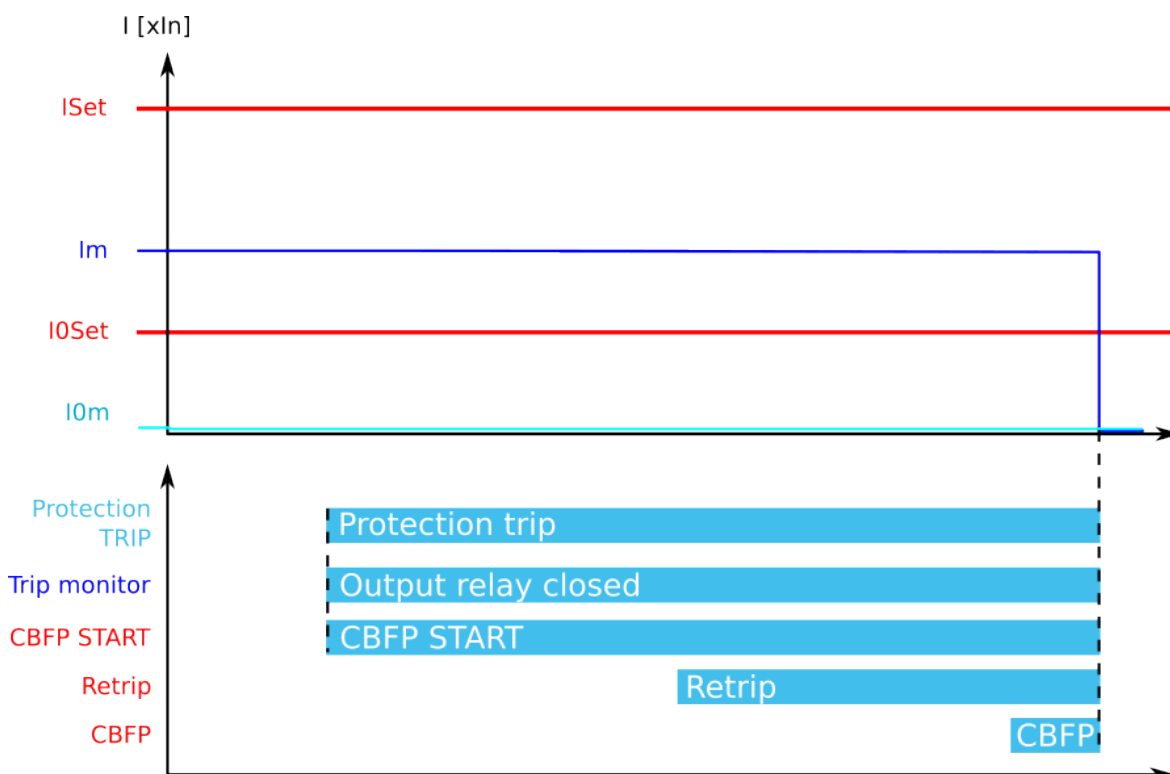 I [xIn]
ISet
Im
I0Set
I0m
Protection
TRIP
Protection trip
Trip monitor
Output relay closed
CBFP START
CBFP START
Retrip
Retrip
CBFP
CBFP